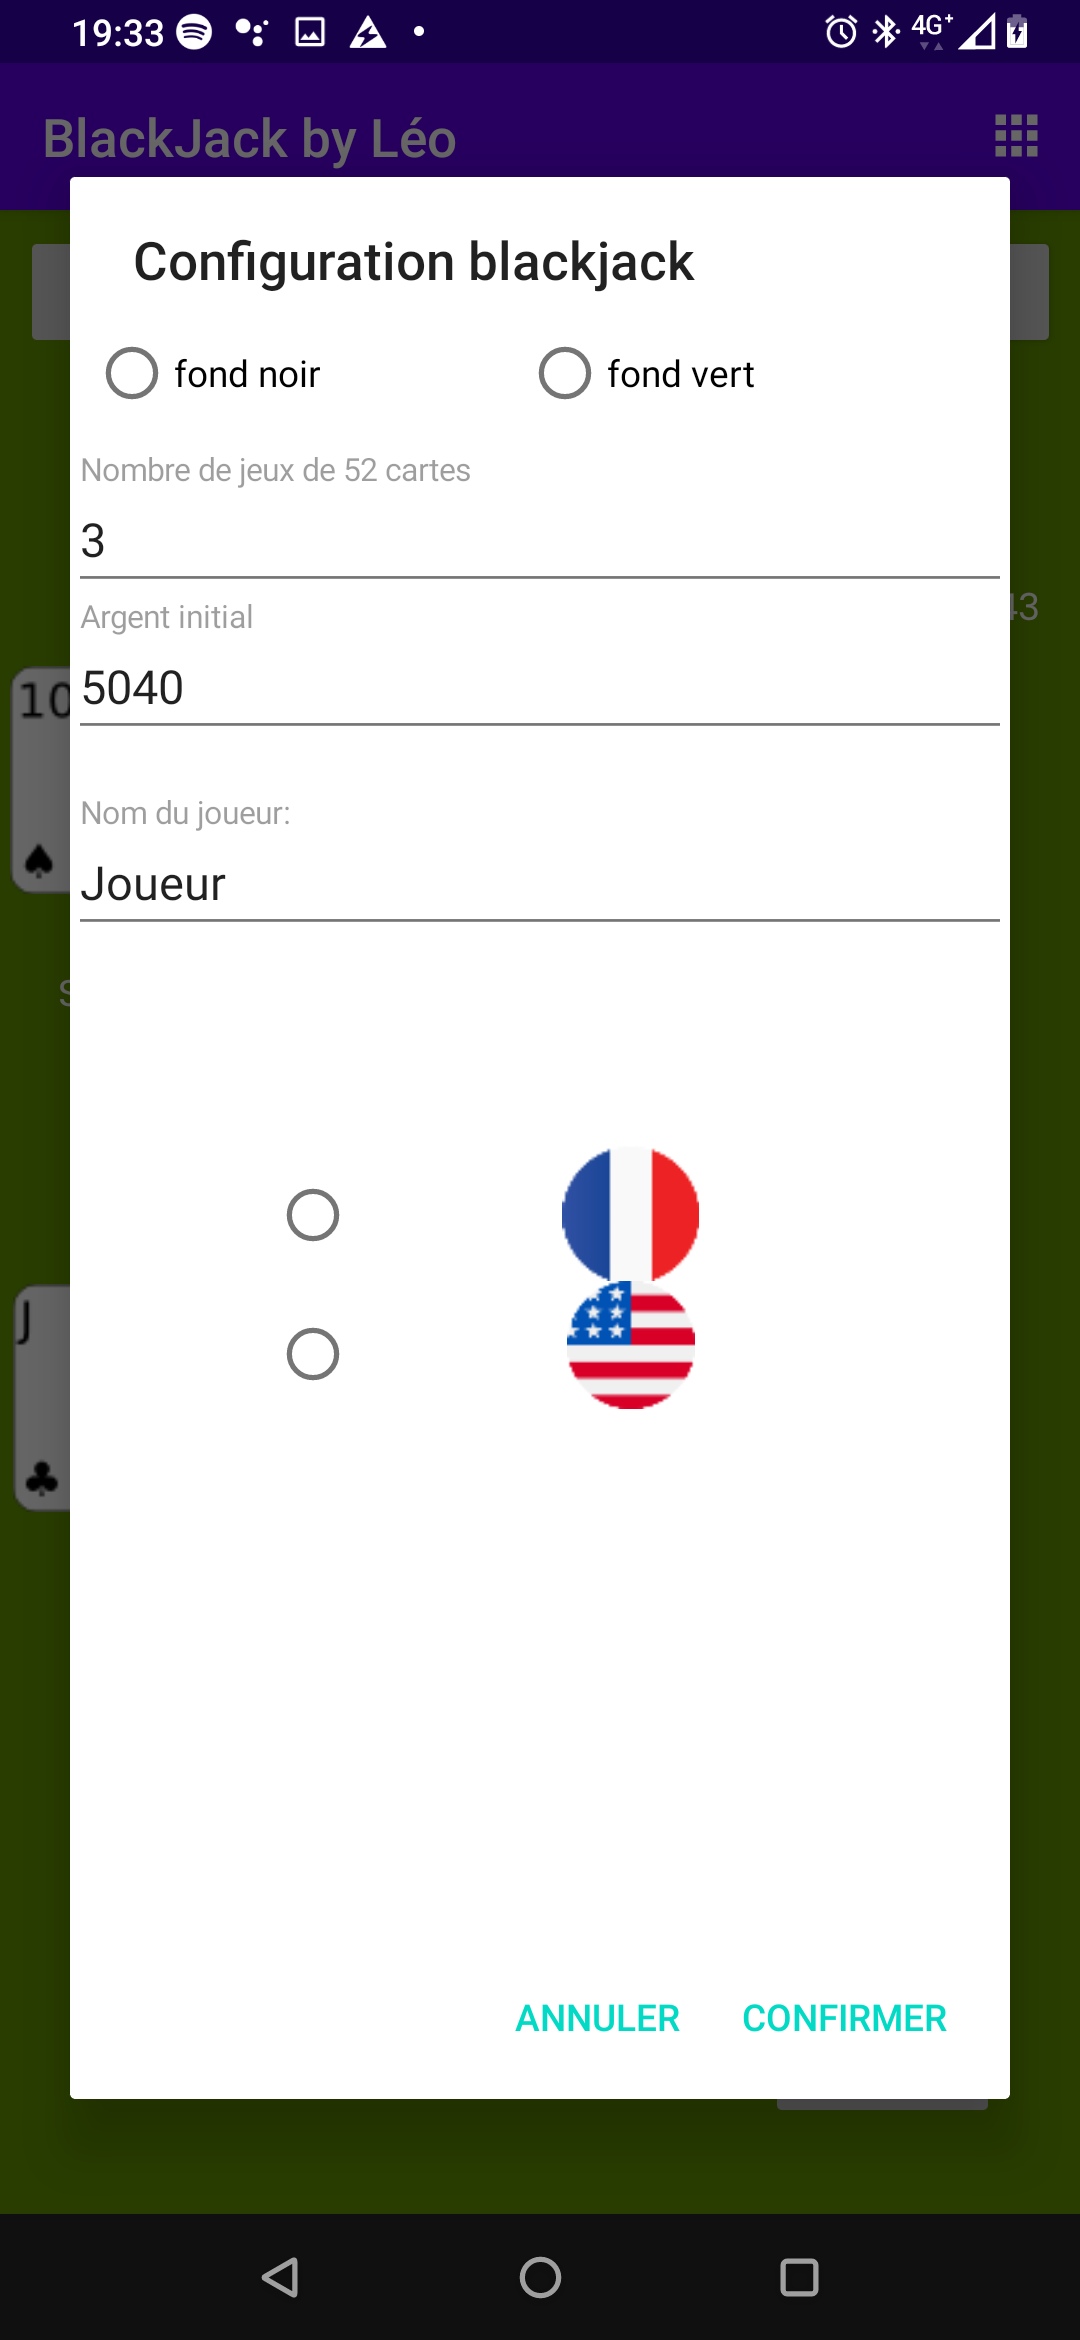 19:33
4G+
BlackJack by Léo
Configuration blackjack
fond noir
fond vert
Nombre de jeux de 52 cartes
3
Argent initial
5040
10
Nom du joueur:
Joueur
J
ANNULER
CONFIRMER